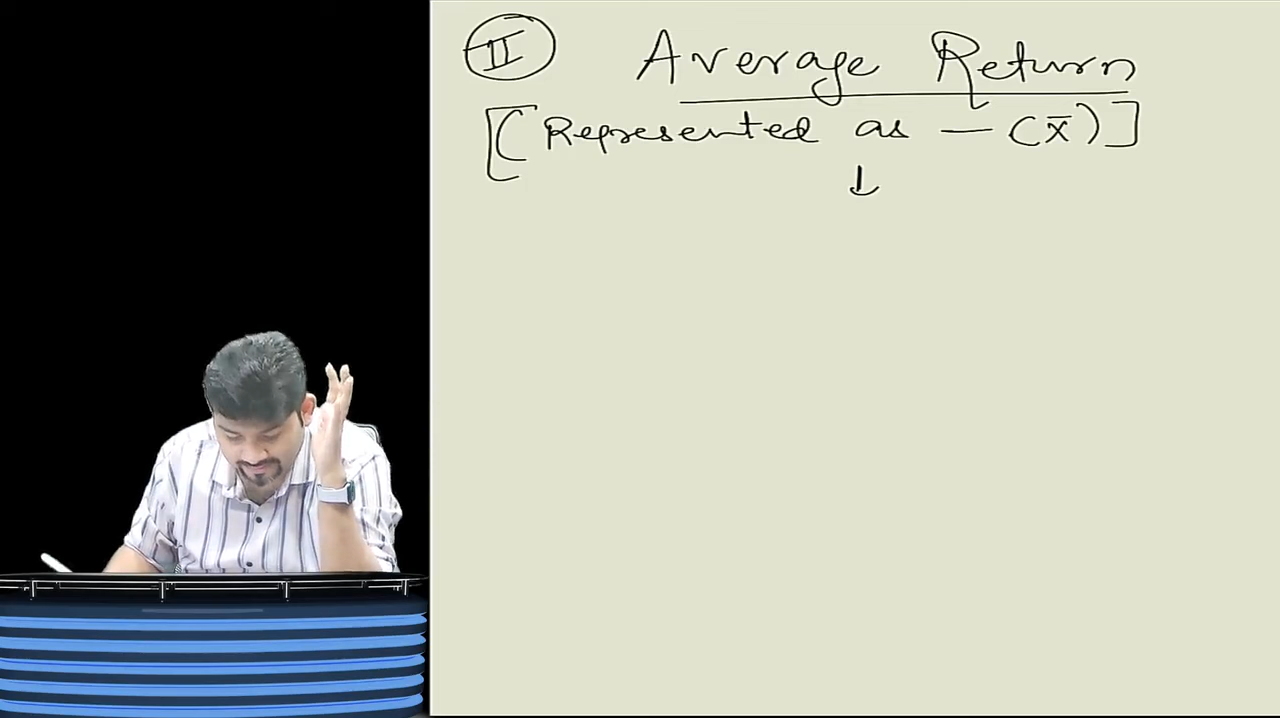 II Average Return
[(Represented as — (x̄)]
↓